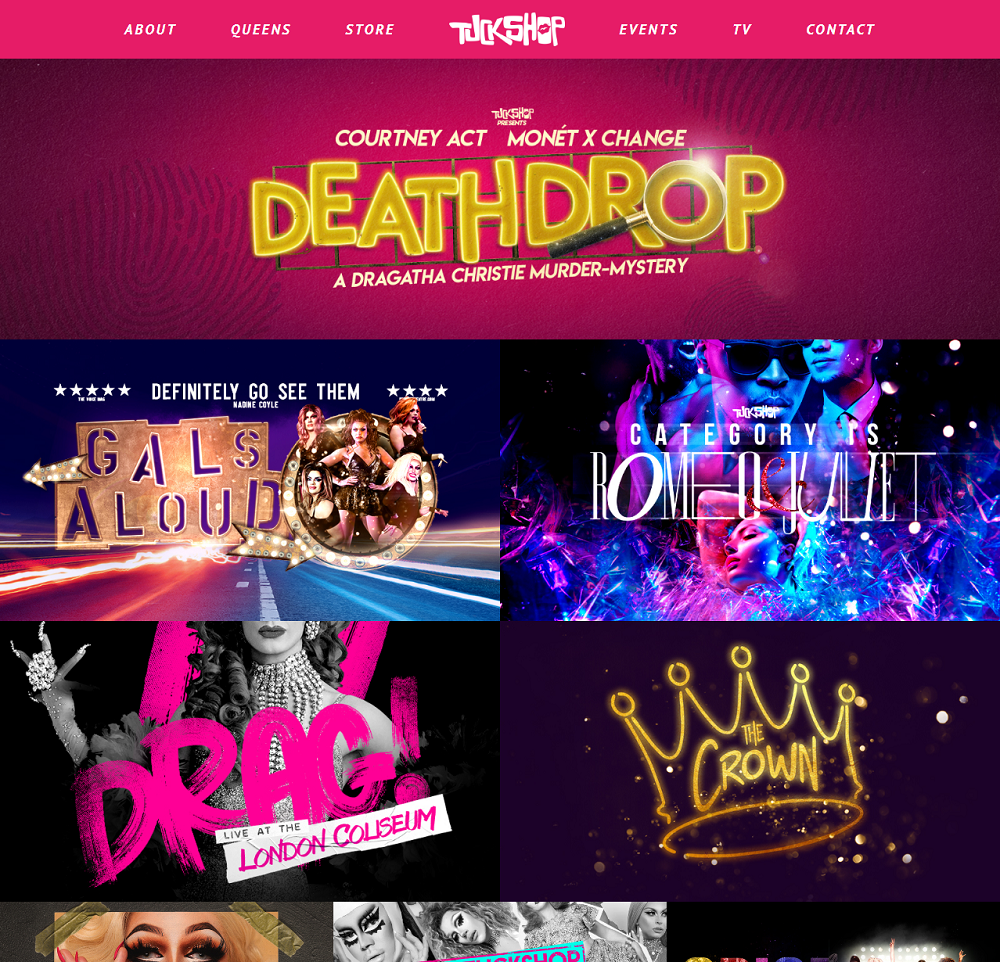 ABOUT QUEENS STORE TUCKSHOP EVENTS TV CONTACT
TUCKSHOP
PRESENTS
COURTNEY ACT MONÉT X CHANGE
DEATHDROP
A DRAGATHA CHRISTIE MURDER-MYSTERY
★★★★★ DEFINITELY GO SEE THEM ★★★★
NADINE COYLE
GALS
ALOUD
TUCKSHOP
CATEGORY IS
ROMEO & JULIET
DRAG!
LIVE AT THE
LONDON COLISEUM
THE
CROWN
TUCKSHOP